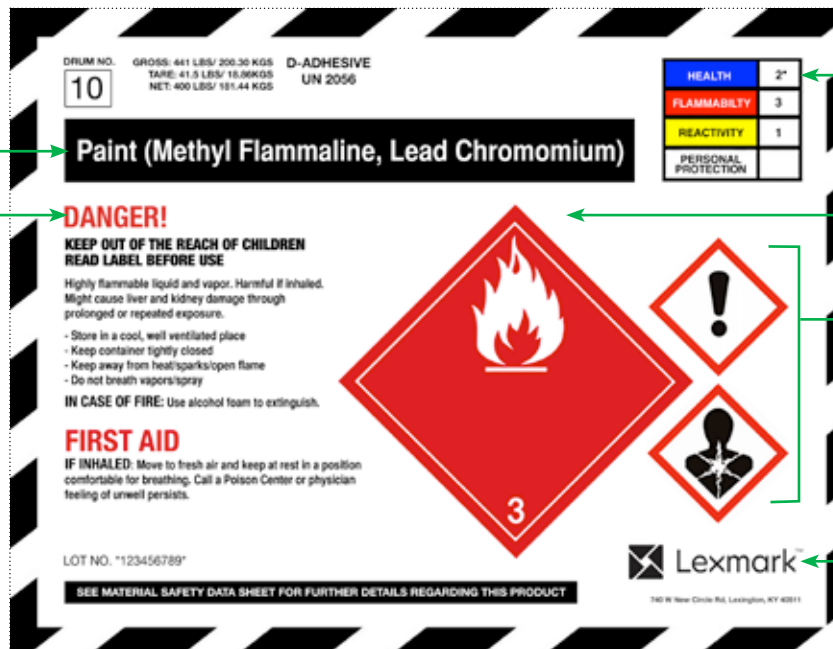 DRUM NO.
10
GROSS: 441 LBS/ 200.30 KGS
TARE: 41.5 LBS/ 18.86KGS
NET: 400 LBS/ 181.44 KGS
D-ADHESIVE
UN 2056
HEALTH 2*
FLAMMABILTY 3
REACTIVITY 1
PERSONAL
PROTECTION
Paint (Methyl Flammaline, Lead Chromomium)
DANGER!
KEEP OUT OF THE REACH OF CHILDREN
READ LABEL BEFORE USE
Highly flammable liquid and vapor. Harmful if inhaled.
Might cause liver and kidney damage through
prolonged or repeated exposure.
- Store in a cool, well ventilated place
- Keep container tightly closed
- Keep away from heat/sparks/open flame
- Do not breath vapors/spray
IN CASE OF FIRE: Use alcohol foam to extinguish.
FIRST AID
IF INHALED: Move to fresh air and keep at rest in a position
comfortable for breathing. Call a Poison Center or physician
feeling of unwell persists.
3
LOT NO. "123456789"
Lexmark™
SEE MATERIAL SAFETY DATA SHEET FOR FURTHER DETAILS REGARDING THIS PRODUCT
740 W New Circle Rd, Lexington, KY 40511